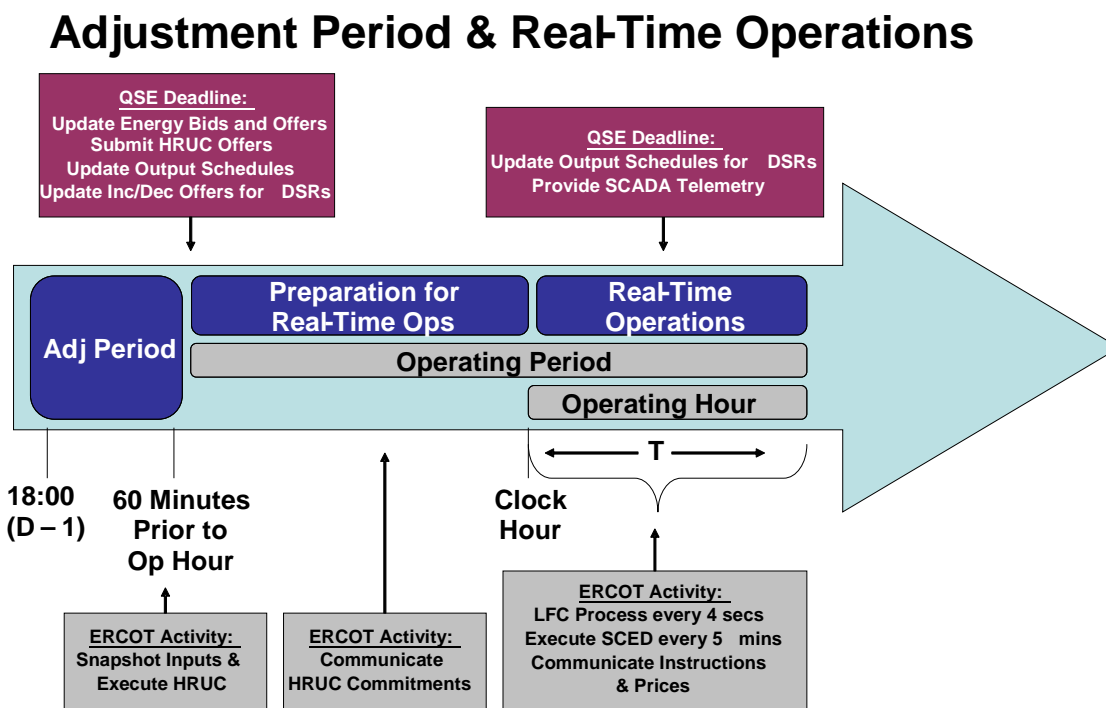 Adjustment Period & Real-Time Operations
QSE Deadline:
Update Energy Bids and Offers
Submit HRUC Offers
Update Output Schedules
Update Inc/Dec Offers for DSRs
QSE Deadline:
Update Output Schedules for DSRs
Provide SCADA Telemetry
Adj Period
Preparation for
Real-Time Ops
Real-Time
Operations
Operating Period
Operating Hour
T
18:00
(D – 1)
60 Minutes
Prior to
Op Hour
Clock
Hour
ERCOT Activity:
Snapshot Inputs &
Execute HRUC
ERCOT Activity:
Communicate
HRUC Commitments
ERCOT Activity:
LFC Process every 4 secs
Execute SCED every 5 mins
Communicate Instructions
& Prices